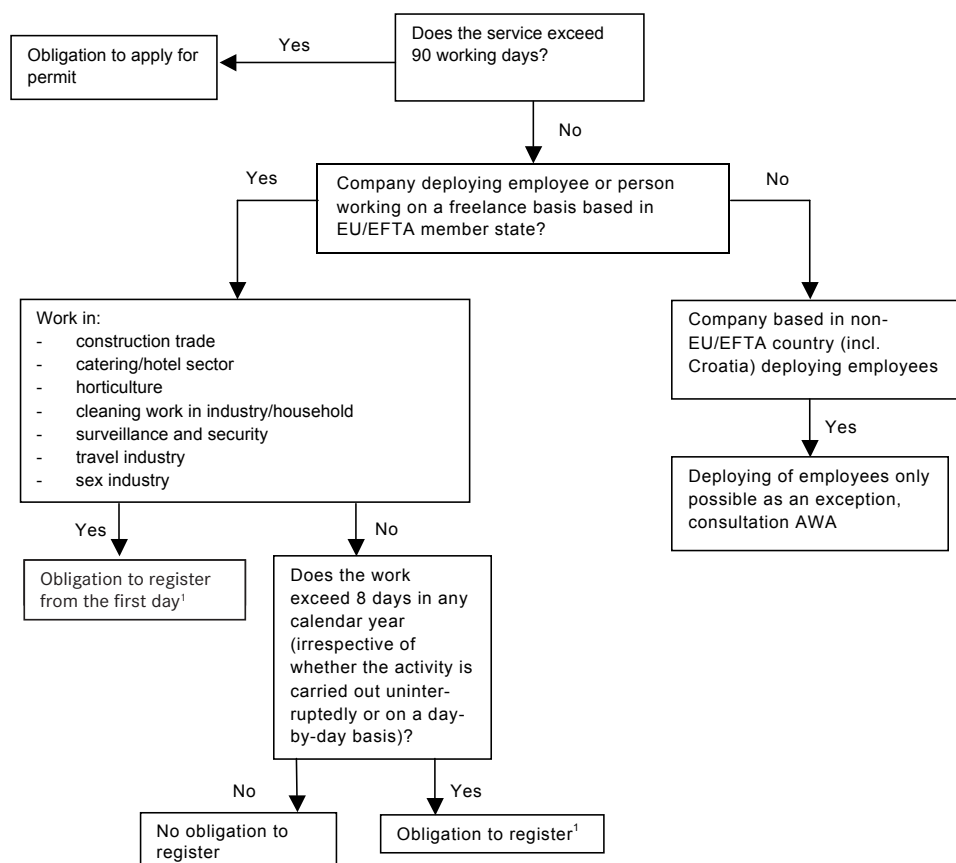 Does the service exceed
90 working days?
Yes
Obligation to apply for
permit
No
Company deploying employee or person
working on a freelance basis based in
EU/EFTA member state?
Yes
No
Work in:
- construction trade
- catering/hotel sector
- horticulture
- cleaning work in industry/household
- surveillance and security
- travel industry
- sex industry
Company based in non-
EU/EFTA country (incl.
Croatia) deploying employees
Yes
Deploying of employees only
possible as an exception,
consultation AWA
Yes
No
Obligation to register
from the first day¹
Does the work
exceed 8 days in any
calendar year
(irrespective of
whether the activity is
carried out uninter-
ruptedly or on a day-
by-day basis)?
No
Yes
No obligation to
register
Obligation to register¹